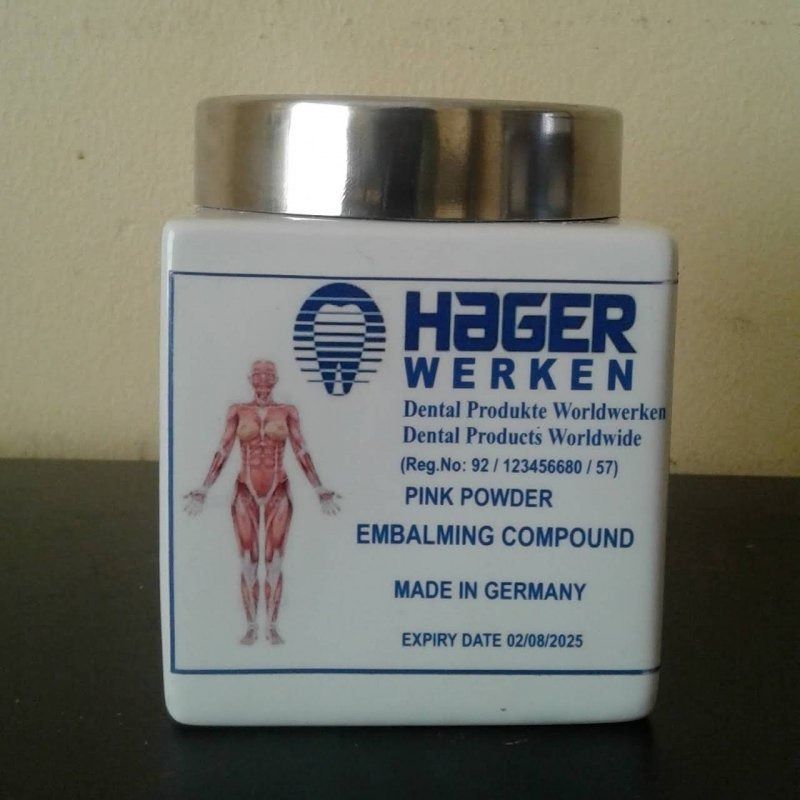 HaGER
WERKEN
Dental Produkte Worldwerken
Dental Products Worldwide
(Reg.No: 92 / 123456680 / 57)
PINK POWDER
EMBALMING COMPOUND
MADE IN GERMANY
EXPIRY DATE 02/08/2025